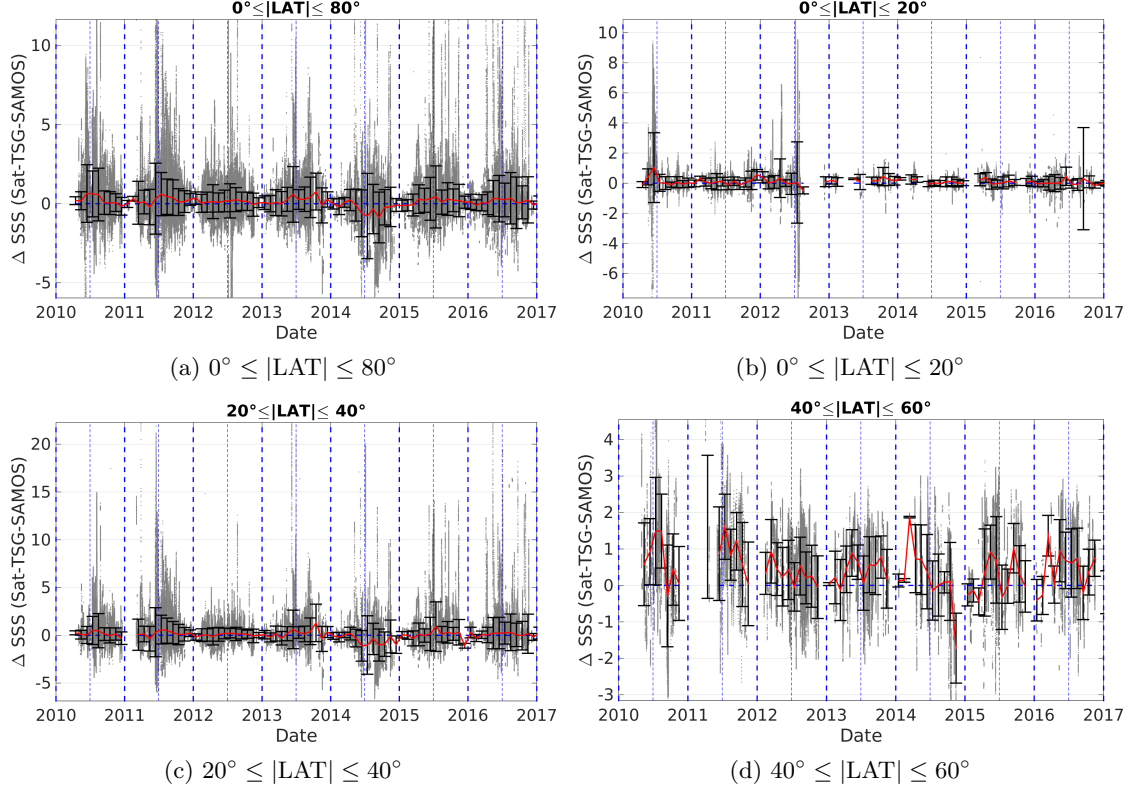 0°≤|LAT|≤ 80°
Δ SSS (Sat-TSG-SAMOS)
10
5
0
-5
2010 2011 2012 2013 2014 2015 2016 2017
Date
(a) 0° ≤ |LAT| ≤ 80°
0°≤|LAT|≤ 20°
Δ SSS (Sat-TSG-SAMOS)
10
8
6
4
2
0
-2
-4
-6
2010 2011 2012 2013 2014 2015 2016 2017
Date
(b) 0° ≤ |LAT| ≤ 20°
20°≤|LAT|≤ 40°
Δ SSS (Sat-TSG-SAMOS)
20
15
10
5
0
-5
2010 2011 2012 2013 2014 2015 2016 2017
Date
(c) 20° ≤ |LAT| ≤ 40°
40°≤|LAT|≤ 60°
Δ SSS (Sat-TSG-SAMOS)
4
3
2
1
0
-1
-2
-3
2010 2011 2012 2013 2014 2015 2016 2017
Date
(d) 40° ≤ |LAT| ≤ 60°